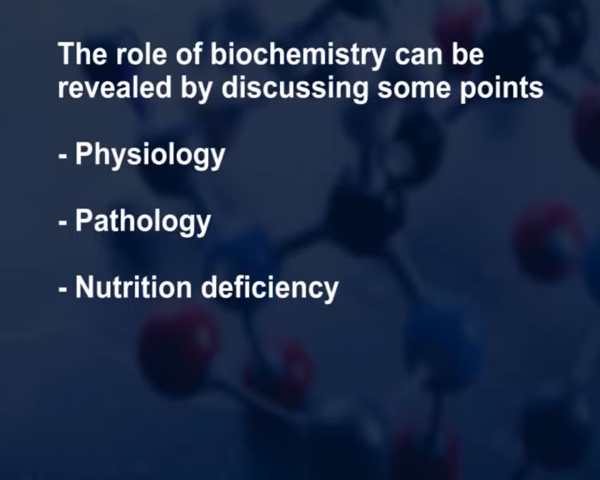 The role of biochemistry can be
revealed by discussing some points
- Physiology
- Pathology
- Nutrition deficiency